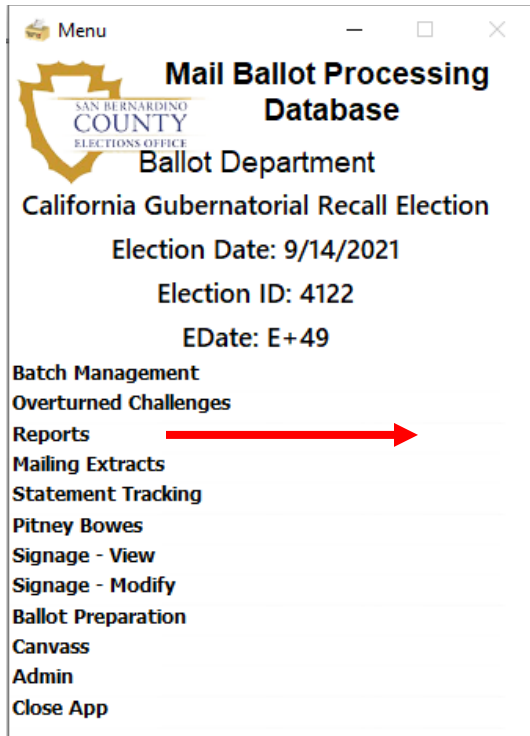 Menu
Mail Ballot Processing
Database
SAN BERNARDINO
COUNTY
ELECTIONS OFFICE
Ballot Department
California Gubernatorial Recall Election
Election Date: 9/14/2021
Election ID: 4122
EDate: E+49
Batch Management
Overturned Challenges
Reports
Mailing Extracts
Statement Tracking
Pitney Bowes
Signage - View
Signage - Modify
Ballot Preparation
Canvass
Admin
Close App